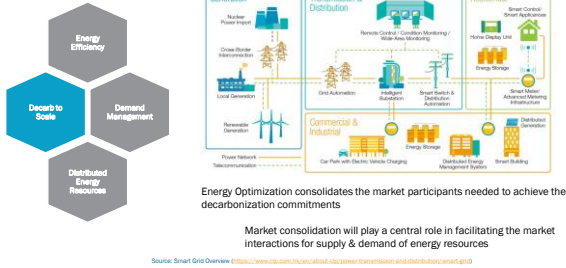 Energy
Efficiency
Decarb to
Scale
Demand
Management
Distributed
Energy
Resources
Distribution
Nuclear
Power Import
Cross-Border
Interconnection
Local Generation
Renewable
Generation
Power Network
Telecommunication
Remote Control / Condition Monitoring /
Wide-Area Monitoring
Grid Automation
Intelligent
Substation
Smart Switch &
Distribution
Automation
Smart Control/
Smart Appliances
Home Display Unit
Energy Storage
Smart Meter/
Advanced Metering
Infrastructure
Commercial &
Industrial
Car Park with Electric Vehicle Charging
Energy Storage
Distributed Energy
Management System
Smart Building
Distributed
Generation
Energy Optimization consolidates the market participants needed to achieve the
decarbonization commitments
Market consolidation will play a central role in facilitating the market
interactions for supply & demand of energy resources
Source: Smart Grid Overview (https://www.clp.com.hk/en/about-clp/power-transmission-and-distribution/smart-grid)